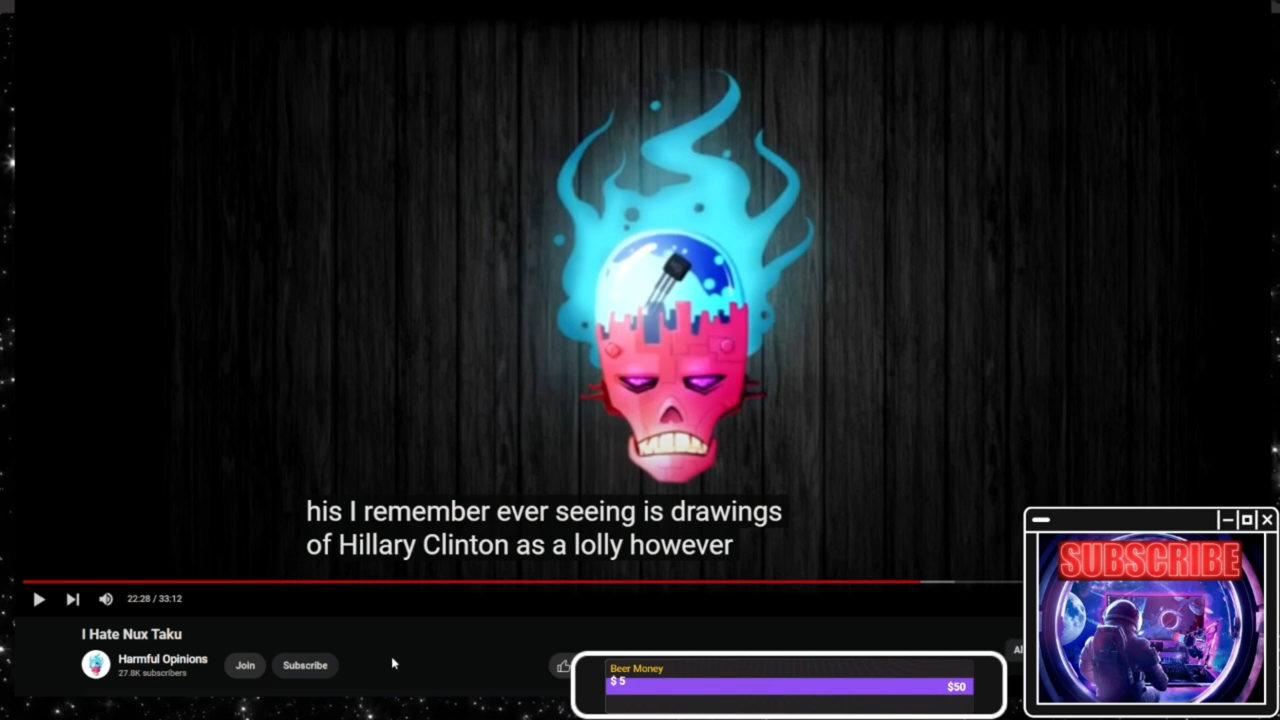 his I remember ever seeing is drawings
of Hillary Clinton as a lolly however
22:28 / 33:12
I Hate Nux Taku
Harmful Opinions
27.8K subscribers
Join
Subscribe
Al
Beer Money
$ 5
$50
SUBSCRIBE